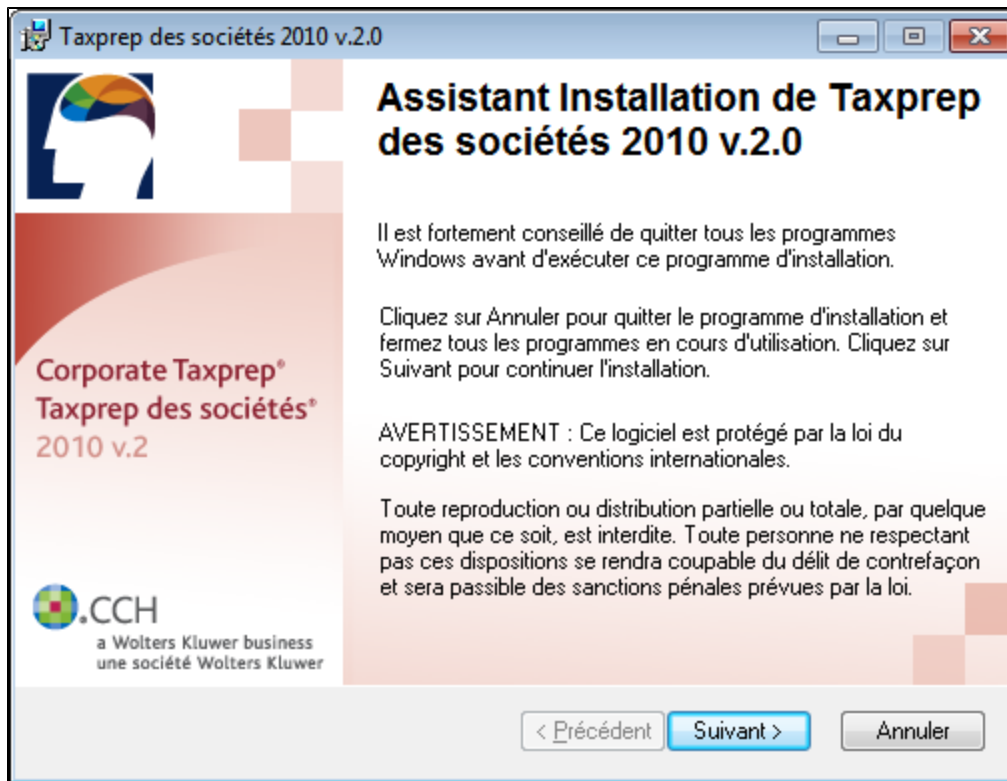 Taxprep des sociétés 2010 v.2.0
Assistant Installation de Taxprep
des sociétés 2010 v.2.0
Il est fortement conseillé de quitter tous les programmes
Windows avant d'exécuter ce programme d'installation.
Cliquez sur Annuler pour quitter le programme d'installation et
fermez tous les programmes en cours d'utilisation. Cliquez sur
Suivant pour continuer l'installation.
Corporate Taxprep®
Taxprep des sociétés®
2010 v.2
AVERTISSEMENT : Ce logiciel est protégé par la loi du
copyright et les conventions internationales.
Toute reproduction ou distribution partielle ou totale, par quelque
moyen que ce soit, est interdite. Toute personne ne respectant
pas ces dispositions se rendra coupable du délit de contrefaçon
et sera passible des sanctions pénales prévues par la loi.
.CCH
a Wolters Kluwer business
une société Wolters Kluwer
< Précédent
Suivant >
Annuler